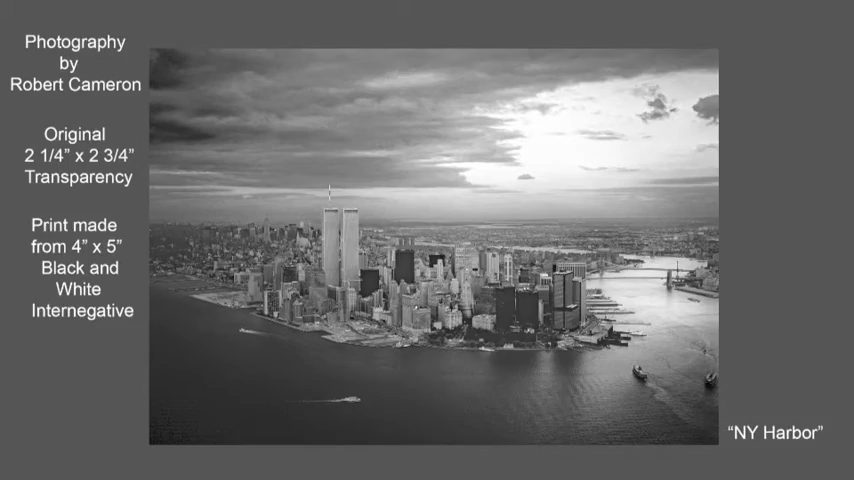 Photography
by
Robert Cameron
Original
2 1/4” x 2 3/4”
Transparency
Print made
from 4” x 5”
Black and
White
Internegative
“NY Harbor”